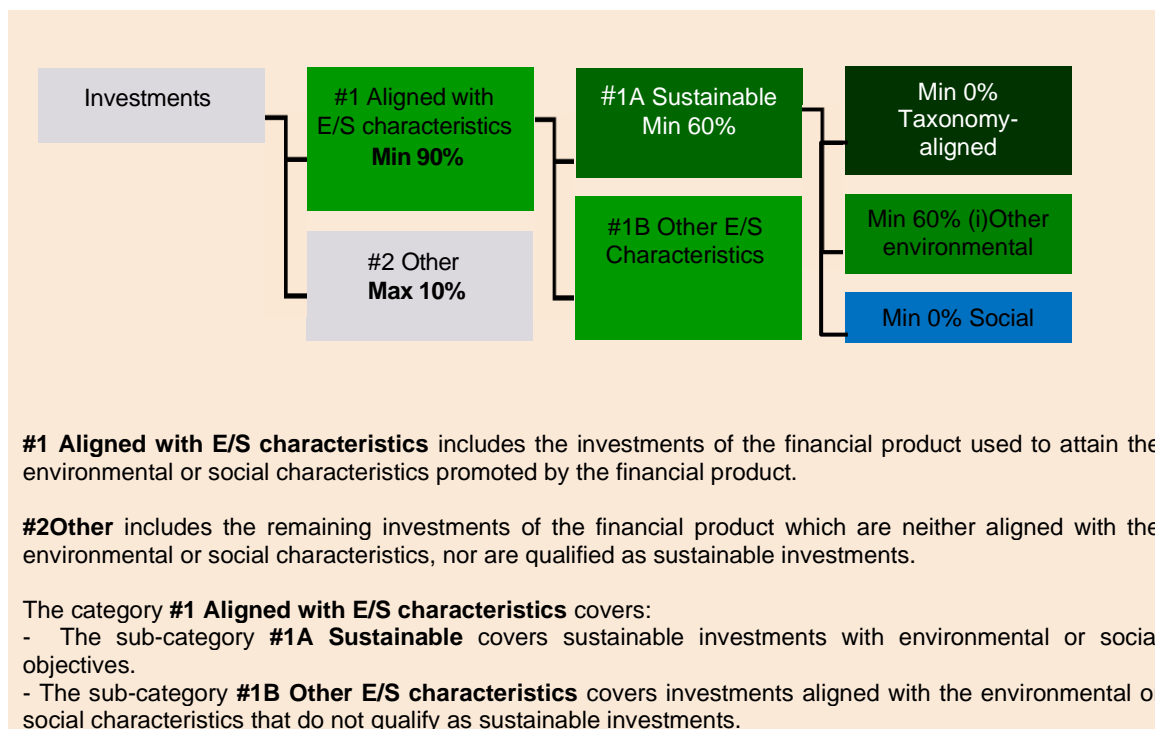 Investments
#1 Aligned with
E/S characteristics
Min 90%
#2 Other
Max 10%
#1A Sustainable
Min 60%
#1B Other E/S
Characteristics
Min 0%
Taxonomy-
aligned
Min 60% (i)Other
environmental
Min 0% Social
#1 Aligned with E/S characteristics includes the investments of the financial product used to attain the
environmental or social characteristics promoted by the financial product.
#2Other includes the remaining investments of the financial product which are neither aligned with the
environmental or social characteristics, nor are qualified as sustainable investments.
The category #1 Aligned with E/S characteristics covers:
- The sub-category #1A Sustainable covers sustainable investments with environmental or social
objectives.
- The sub-category #1B Other E/S characteristics covers investments aligned with the environmental or
social characteristics that do not qualify as sustainable investments.